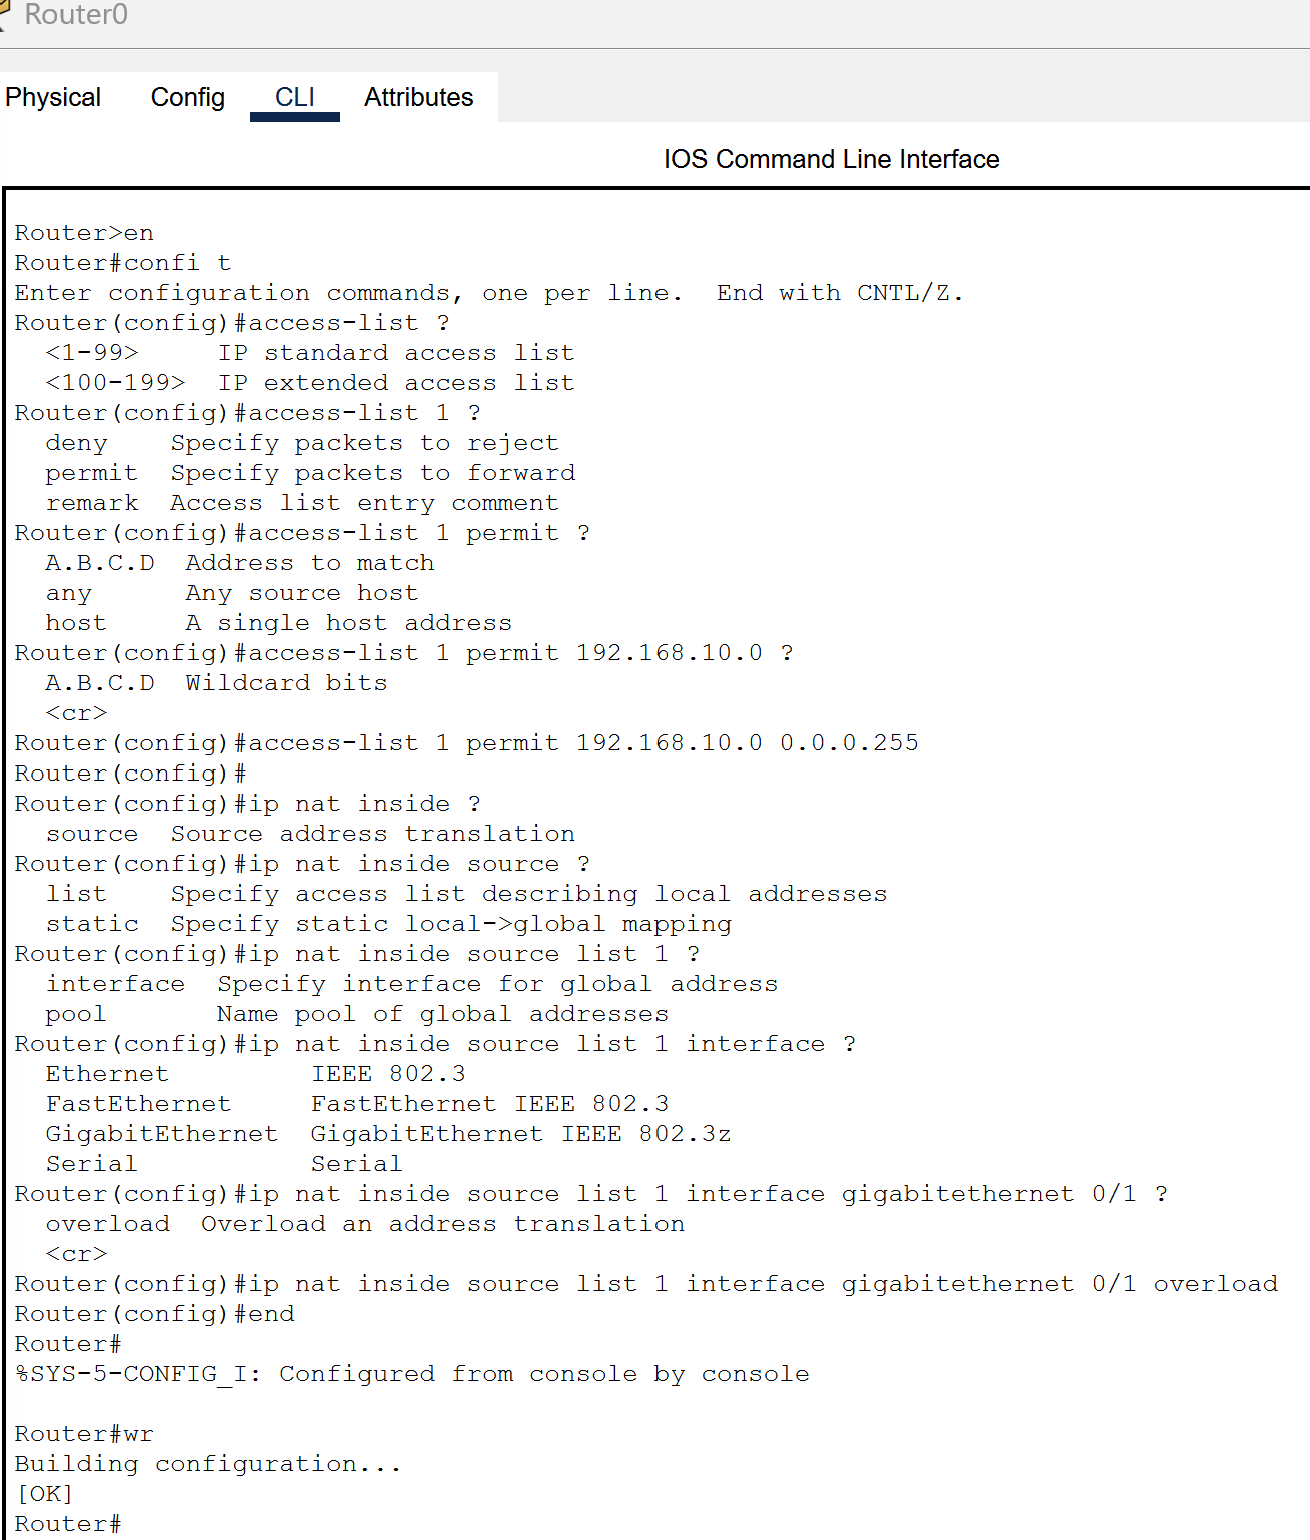 Router0
Physical Config CLI Attributes
IOS Command Line Interface
Router>en
Router#confi t
Enter configuration commands, one per line.  End with CNTL/Z.
Router(config)#access-list ?
  <1-99>     IP standard access list
  <100-199>  IP extended access list
Router(config)#access-list 1 ?
  deny    Specify packets to reject
  permit  Specify packets to forward
  remark  Access list entry comment
Router(config)#access-list 1 permit ?
  A.B.C.D  Address to match
  any      Any source host
  host     A single host address
Router(config)#access-list 1 permit 192.168.10.0 ?
  A.B.C.D  Wildcard bits
  <cr>
Router(config)#access-list 1 permit 192.168.10.0 0.0.0.255
Router(config)#
Router(config)#ip nat inside ?
  source  Source address translation
Router(config)#ip nat inside source ?
  list    Specify access list describing local addresses
  static  Specify static local->global mapping
Router(config)#ip nat inside source list 1 ?
  interface  Specify interface for global address
  pool       Name pool of global addresses
Router(config)#ip nat inside source list 1 interface ?
  Ethernet         IEEE 802.3
  FastEthernet     FastEthernet IEEE 802.3
  GigabitEthernet  GigabitEthernet IEEE 802.3z
  Serial           Serial
Router(config)#ip nat inside source list 1 interface gigabitethernet 0/1 ?
  overload  Overload an address translation
  <cr>
Router(config)#ip nat inside source list 1 interface gigabitethernet 0/1 overload
Router(config)#end
Router#
%SYS-5-CONFIG_I: Configured from console by console
Router#wr
Building configuration...
[OK]
Router#